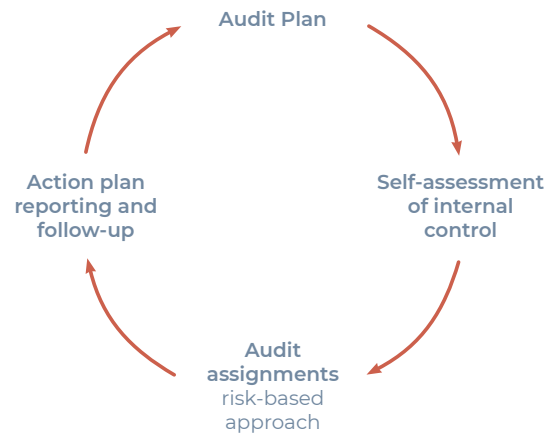 Audit Plan
Self-assessment
of internal
control
Audit
assignments
risk-based
approach
Action plan
reporting and
follow-up